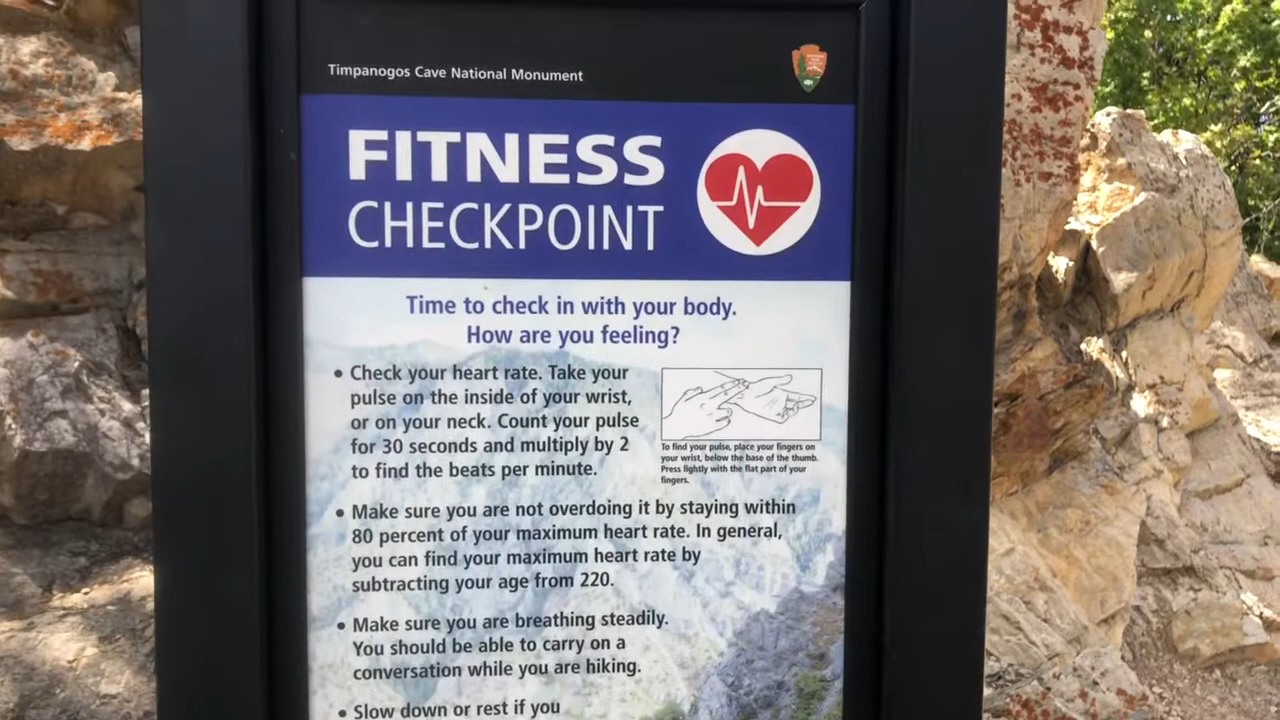 Timpanogos Cave National Monument
FITNESS
CHECKPOINT
Time to check in with your body.
How are you feeling?
• Check your heart rate. Take your
pulse on the inside of your wrist,
or on your neck. Count your pulse
for 30 seconds and multiply by 2
to find the beats per minute.
To find your pulse, place your fingers on
your wrist, below the base of the thumb.
Press lightly with the flat part of your
fingers.
• Make sure you are not overdoing it by staying within
80 percent of your maximum heart rate. In general,
you can find your maximum heart rate by
subtracting your age from 220.
• Make sure you are breathing steadily.
You should be able to carry on a
conversation while you are hiking.
• Slow down or rest if you